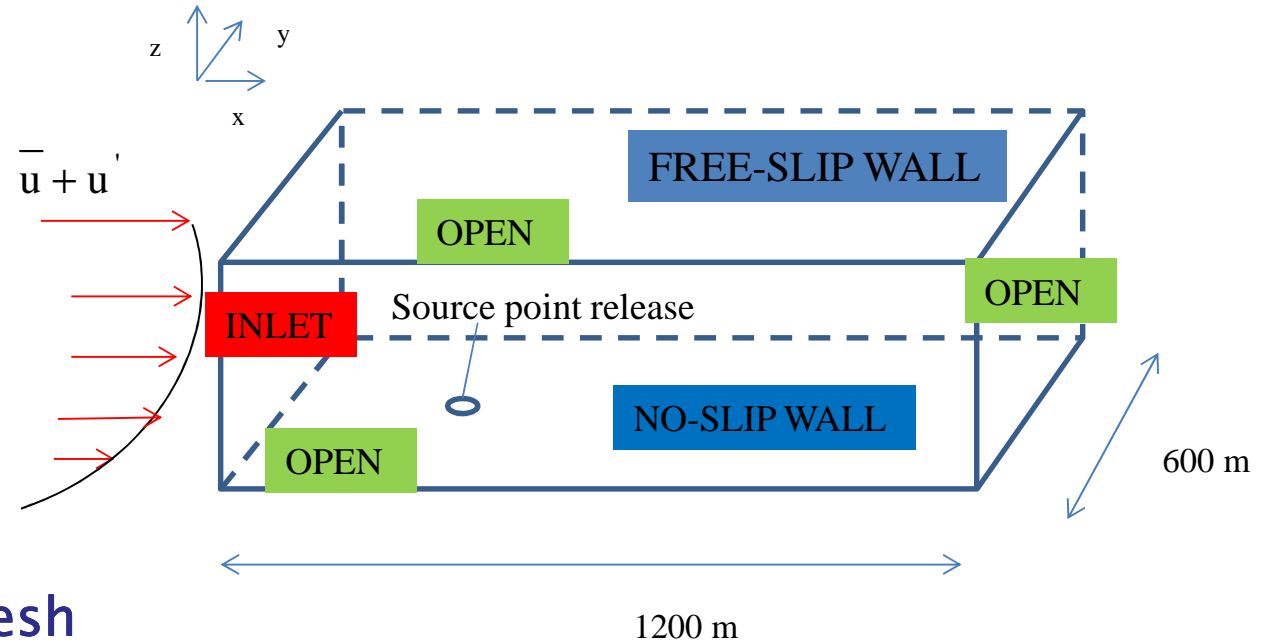 z
y
x
u̅ + u'
FREE-SLIP WALL
OPEN
OPEN
Source point release
INLET
NO-SLIP WALL
OPEN
600 m
1200 m
esh